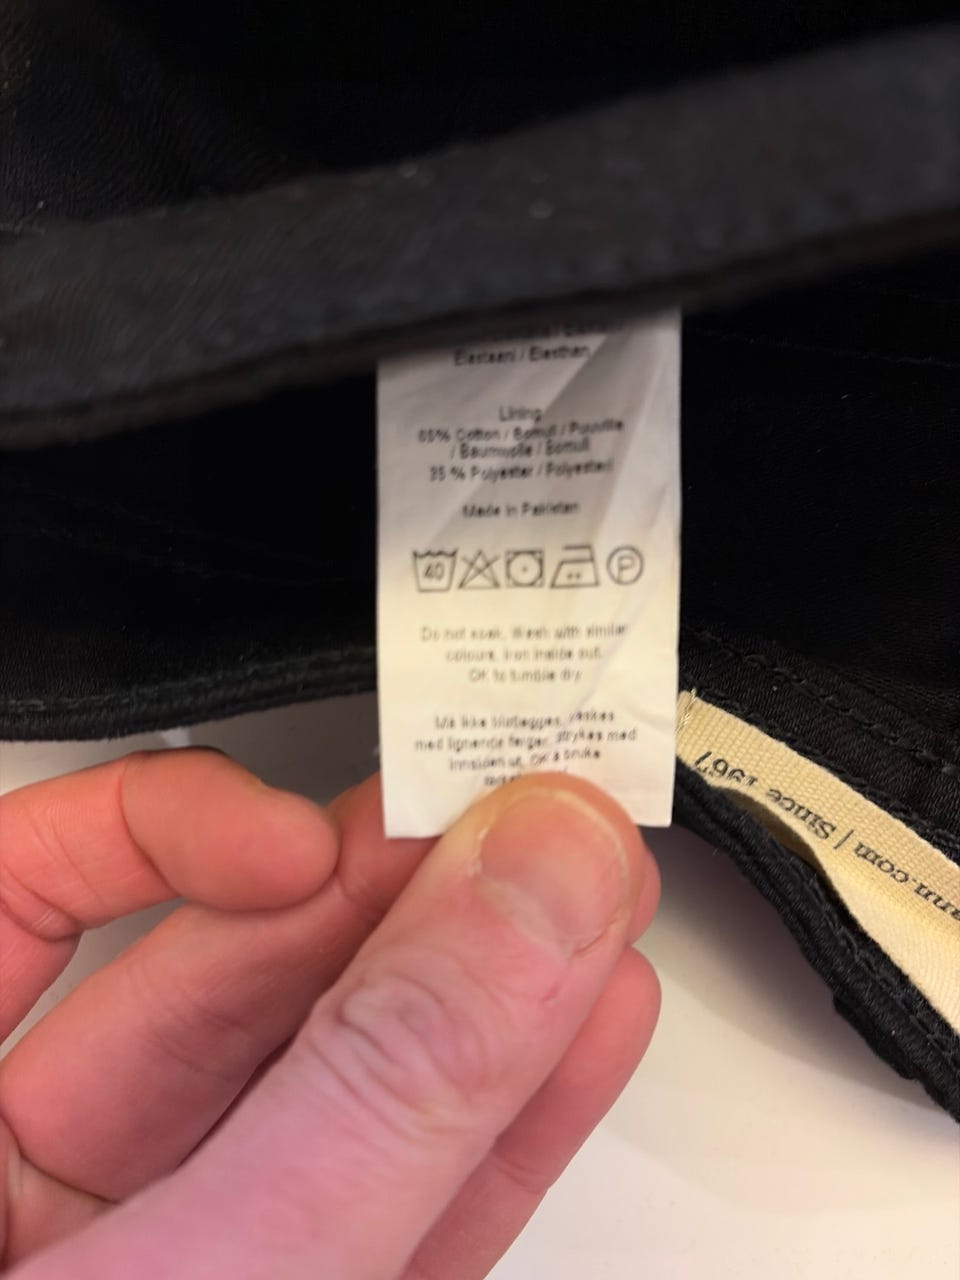 Elastaani / Elasthan
Lining
65% Cotton / Bomull / Puuvilla
/ Baumwolle / Bomull
35 % Polyester / Polyesteri
Made in Pakistan
40
P
Do not soak, Wash with similar
colours, Iron inside out.
OK to tumble dry
Må ikke bløtlegges, vaskes
med lignende farger, strykes med
innsiden ut, OK å bruke
ann.com | Since 1967